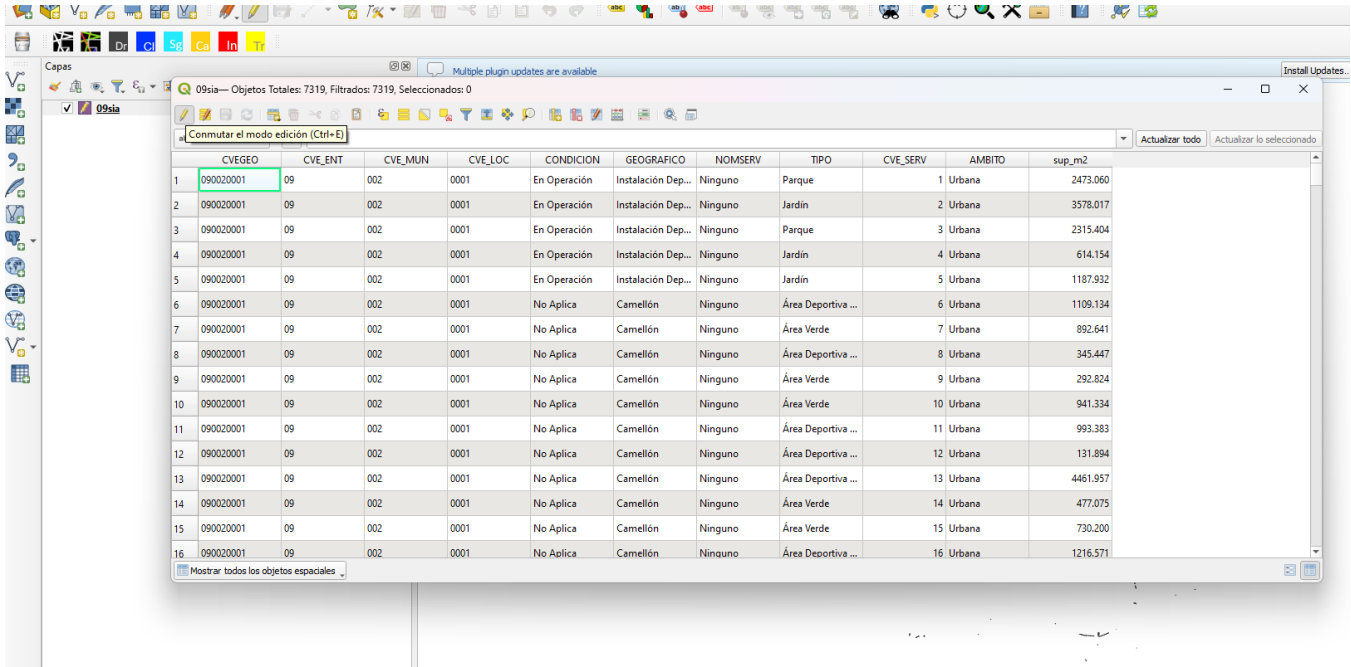 abc
ab
abc
Dr Cl Sg Ca In Tr
Capas
Multiple plugin updates are available
Install Updates...
09sia
09sia— Objetos Totales: 7319, Filtrados: 7319, Seleccionados: 0
Conmutar el modo edición (Ctrl+E)
Actualizar todo Actualizar lo seleccionado
CVEGEO CVE_ENT CVE_MUN CVE_LOC CONDICION GEOGRAFICO NOMSERV TIPO CVE_SERV AMBITO sup_m2
1 090020001 09 002 0001 En Operación Instalación Dep... Ninguno Parque 1 Urbana 2473.060
2 090020001 09 002 0001 En Operación Instalación Dep... Ninguno Jardín 2 Urbana 3578.017
3 090020001 09 002 0001 En Operación Instalación Dep... Ninguno Parque 3 Urbana 2315.404
4 090020001 09 002 0001 En Operación Instalación Dep... Ninguno Jardín 4 Urbana 614.154
5 090020001 09 002 0001 En Operación Instalación Dep... Ninguno Jardín 5 Urbana 1187.932
6 090020001 09 002 0001 No Aplica Camellón Ninguno Área Deportiva ... 6 Urbana 1109.134
7 090020001 09 002 0001 No Aplica Camellón Ninguno Área Verde 7 Urbana 892.641
8 090020001 09 002 0001 No Aplica Camellón Ninguno Área Deportiva ... 8 Urbana 345.447
9 090020001 09 002 0001 No Aplica Camellón Ninguno Área Verde 9 Urbana 292.824
10 090020001 09 002 0001 No Aplica Camellón Ninguno Área Verde 10 Urbana 941.334
11 090020001 09 002 0001 No Aplica Camellón Ninguno Área Deportiva ... 11 Urbana 993.383
12 090020001 09 002 0001 No Aplica Camellón Ninguno Área Deportiva ... 12 Urbana 131.894
13 090020001 09 002 0001 No Aplica Camellón Ninguno Área Deportiva ... 13 Urbana 4461.957
14 090020001 09 002 0001 No Aplica Camellón Ninguno Área Verde 14 Urbana 477.075
15 090020001 09 002 0001 No Aplica Camellón Ninguno Área Verde 15 Urbana 730.200
16 090020001 09 002 0001 No Aplica Camellón Ninguno Área Deportiva ... 16 Urbana 1216.571
Mostrar todos los objetos espaciales